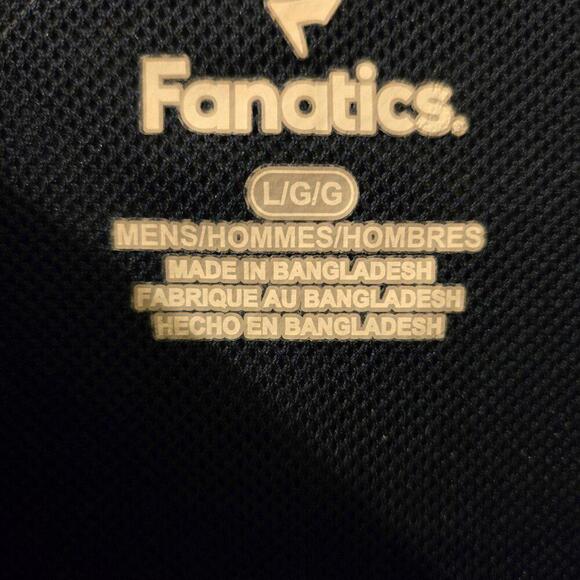 Fanatics.
L/G/G
MENS/HOMMES/HOMBRES
MADE IN BANGLADESH
FABRIQUE AU BANGLADESH
HECHO EN BANGLADESH